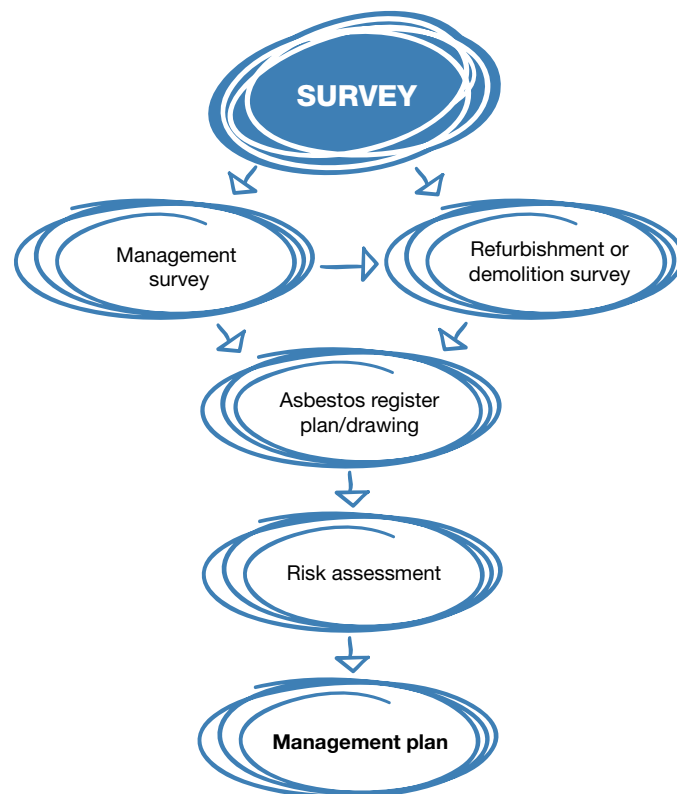 SURVEY
Management
survey
Refurbishment or
demolition survey
Asbestos register
plan/drawing
Risk assessment
Management plan